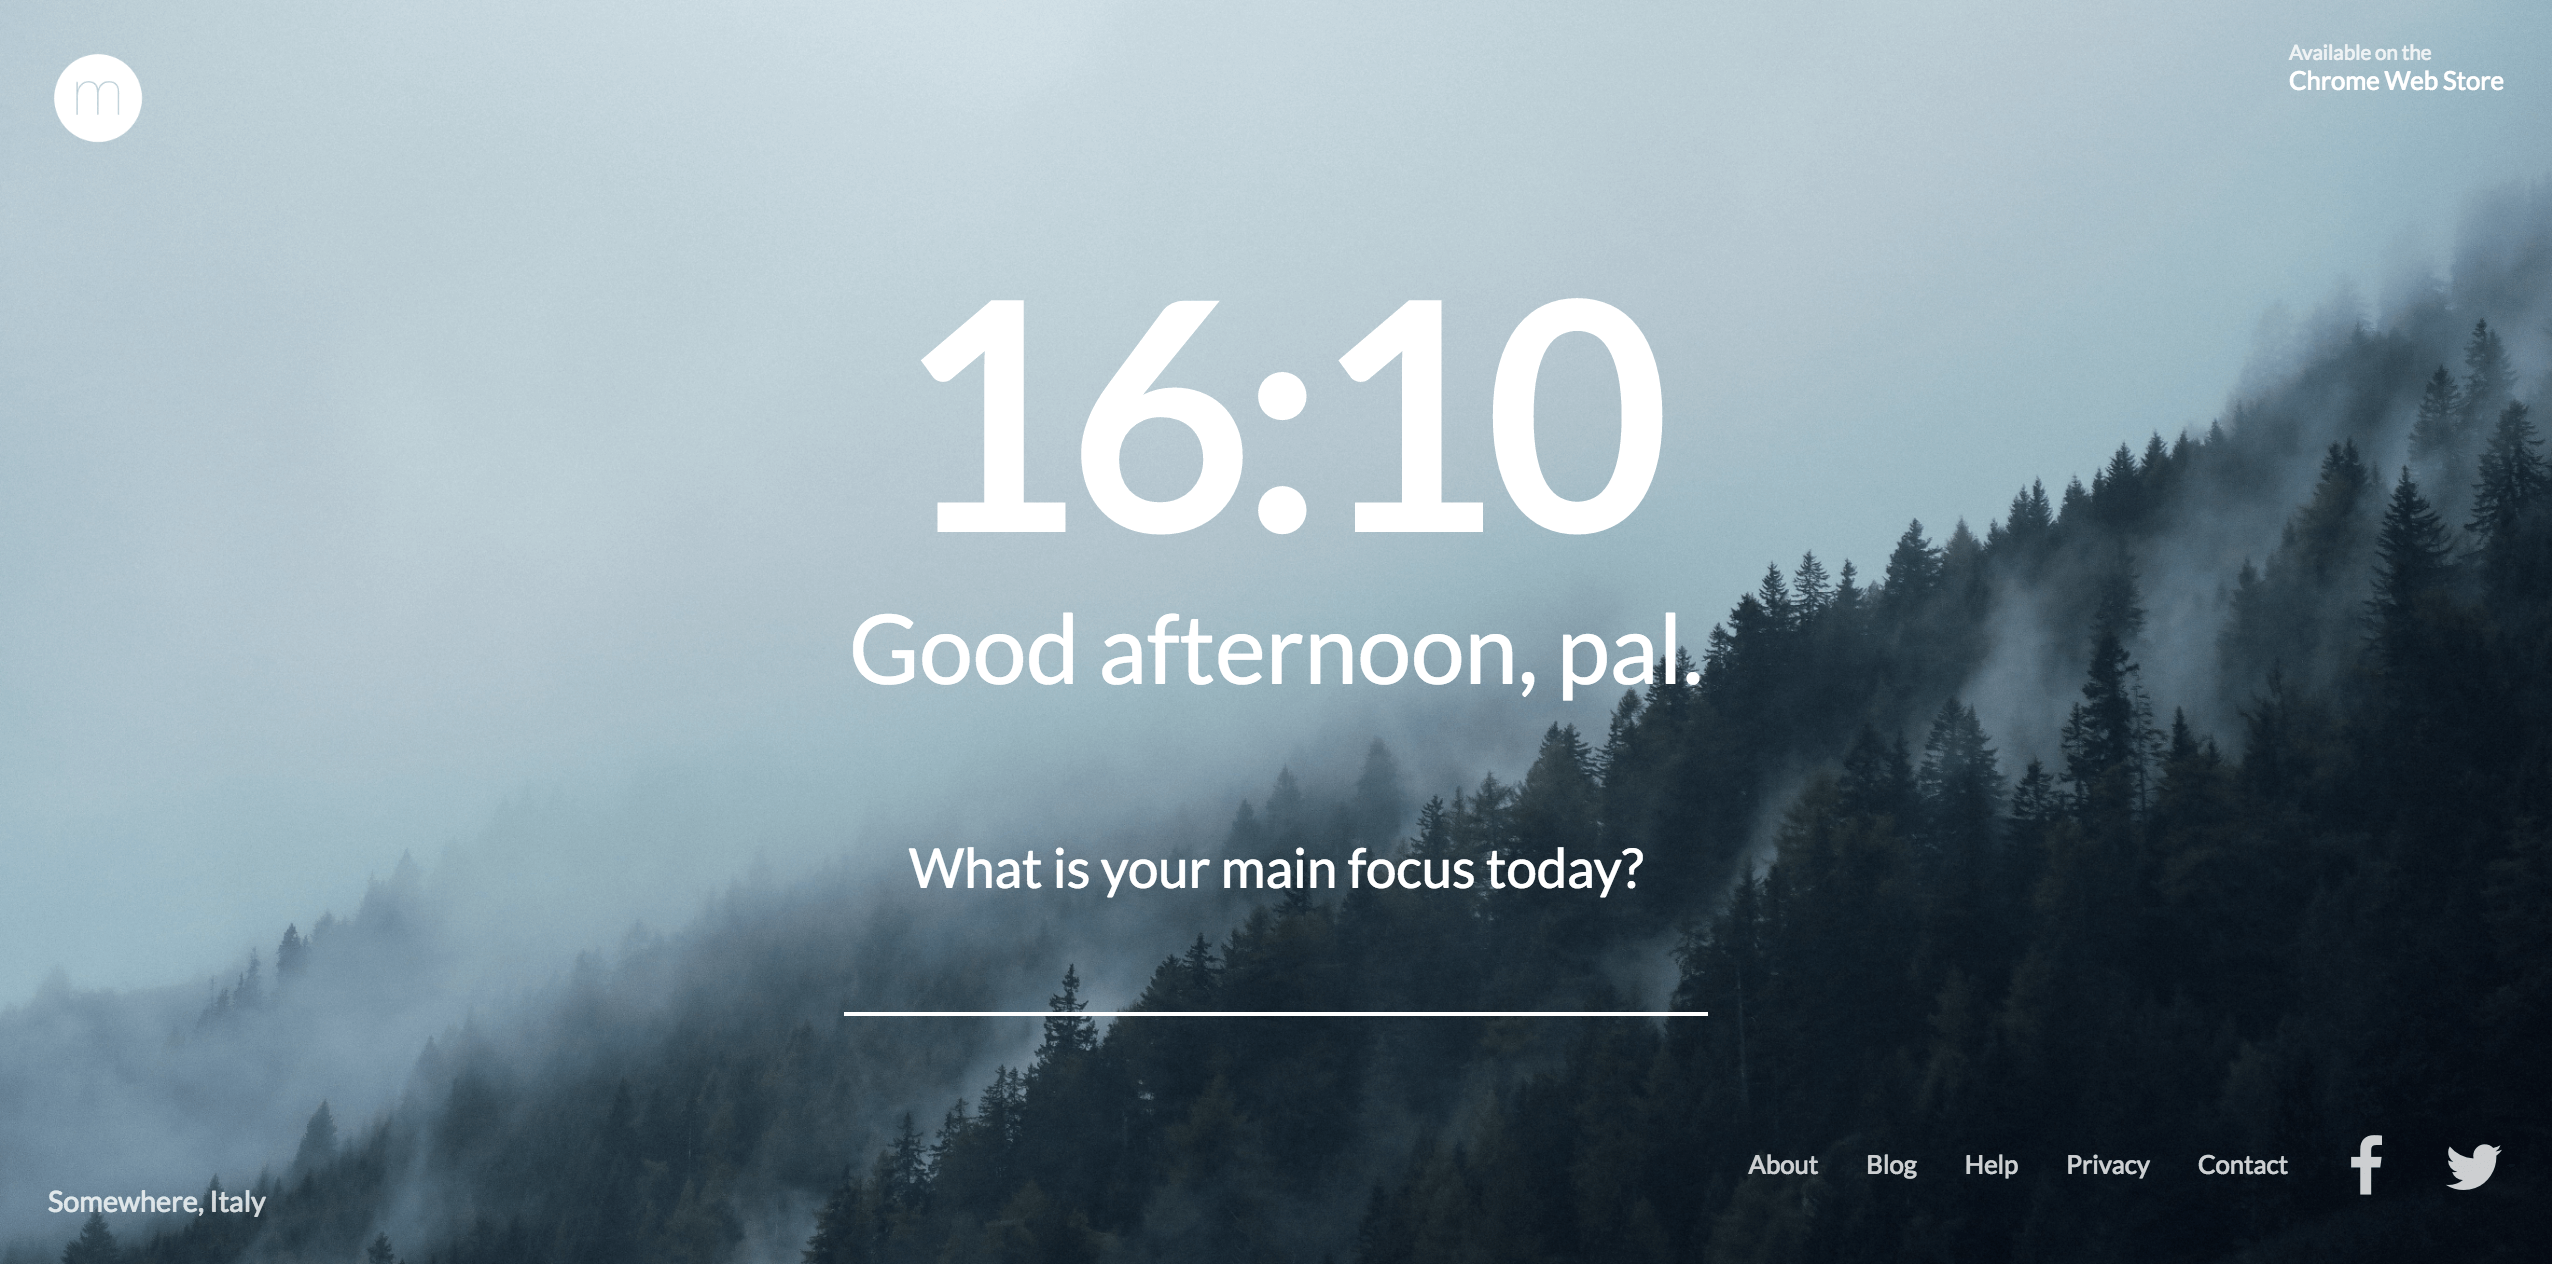 m
Available on the
Chrome Web Store
16:10
Good afternoon, pal.
What is your main focus today?
About Blog Help Privacy Contact
Somewhere, Italy